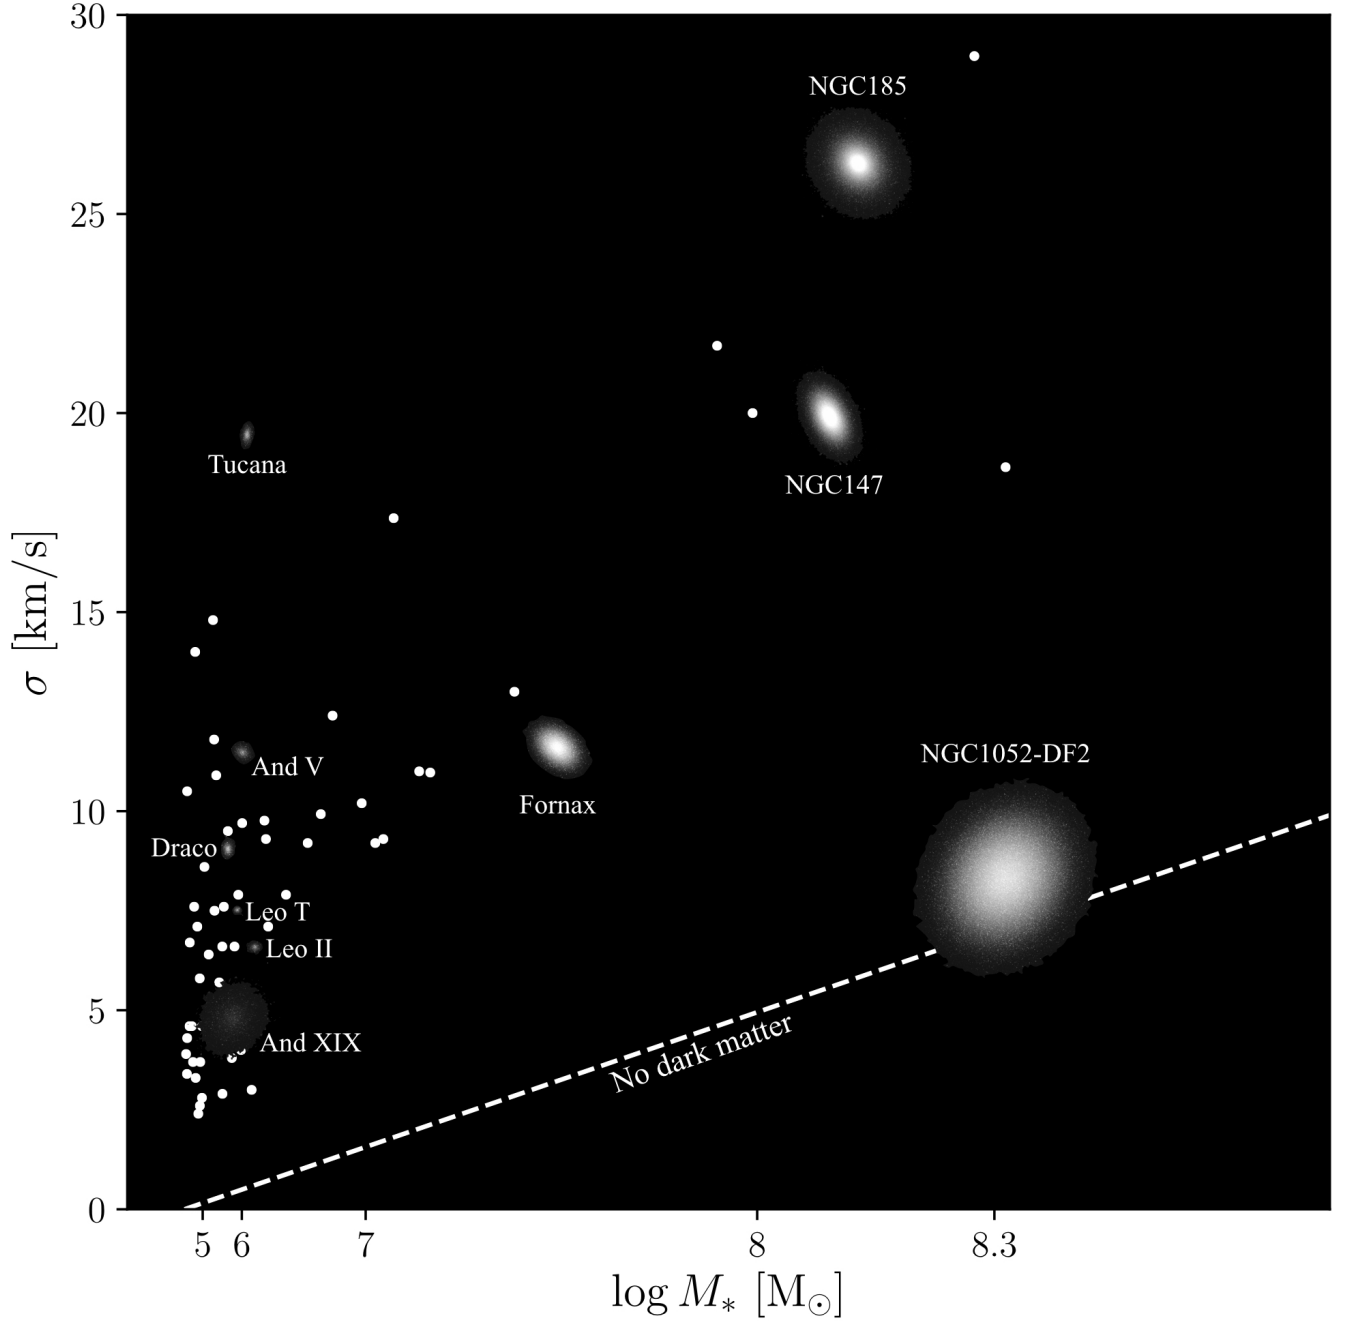 30
NGC185
25
20
Tucana
NGC147
σ [km/s]
15
NGC1052-DF2
And V
Fornax
10
Draco
Leo T
Leo II
5
And XIX
No dark matter
0
5 6 7 8 8.3
log M* [M⊙]